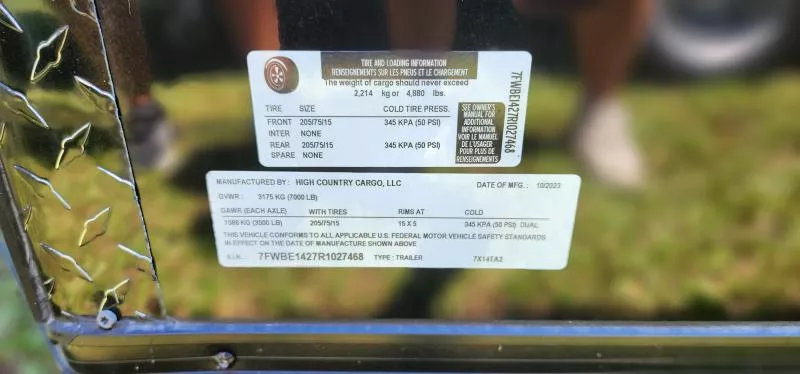 TIRE AND LOADING INFORMATION
RENSEIGNEMENTS SUR LES PNEUS ET LE CHARGEMENT
The weight of cargo should never exceed
2,214 kg or 4,880 lbs.
TIRE SIZE COLD TIRE PRESS.
FRONT 205/75/15 345 KPA (50 PSI)
INTER NONE
REAR 205/75/15 345 KPA (50 PSI)
SPARE NONE
SEE OWNER'S
MANUAL FOR
ADDITIONAL
INFORMATION
VOIR LE MANUEL
DE L'USAGER
POUR PLUS DE
RENSEIGNEMENTS
7FWBE1427R1027468
MANUFACTURED BY: HIGH COUNTRY CARGO, LLC DATE OF MFG.: 10/2023
GVWR: 3175 KG (7000 LB)
GAWR (EACH AXLE) WITH TIRES RIMS AT COLD
1588 KG (3500 LB) 205/75/15 15 X 5 345 KPA (50 PSI) DUAL
THIS VEHICLE CONFORMS TO ALL APPLICABLE U.S. FEDERAL MOTOR VEHICLE SAFETY STANDARDS
IN EFFECT ON THE DATE OF MANUFACTURE SHOWN ABOVE
V.I.N.: 7FWBE1427R1027468 TYPE: TRAILER 7X14TA2